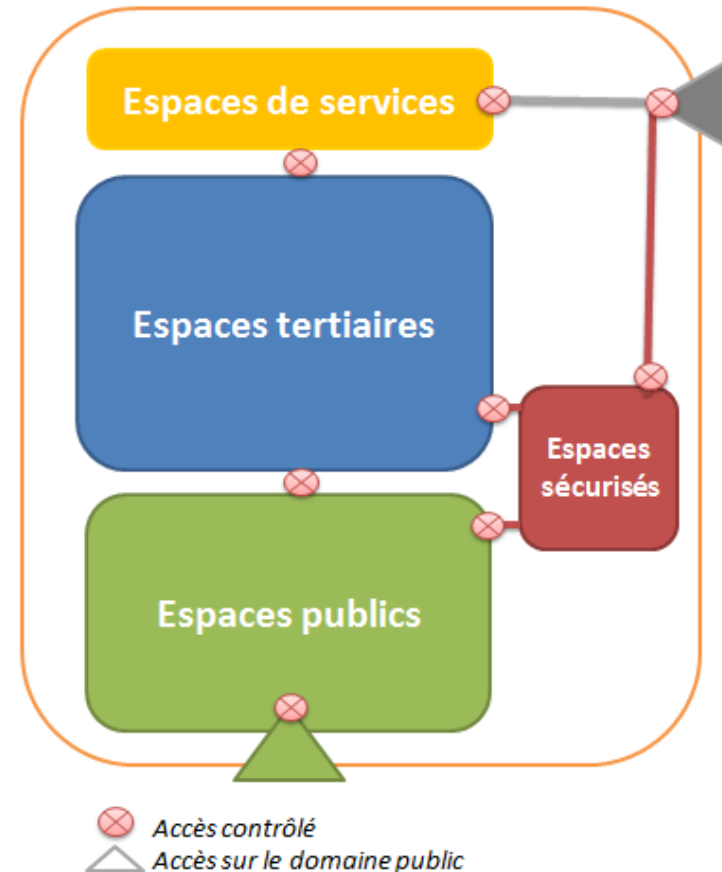 Espaces de services
Espaces tertiaires
Espaces
sécurisés
Espaces publics
Accès contrôlé
Accès sur le domaine public